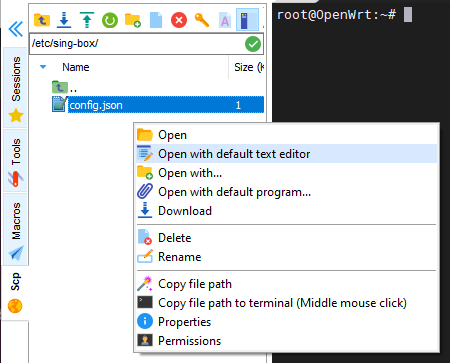 root@OpenWrt:~#
/etc/sing-box/
Name
Size (K
..
config.json
1
Open
Open with default text editor
Open with...
Open with default program...
Download
Delete
Rename
Copy file path
Copy file path to terminal (Middle mouse click)
Properties
Permissions
Sessions
Tools
Macros
Scp